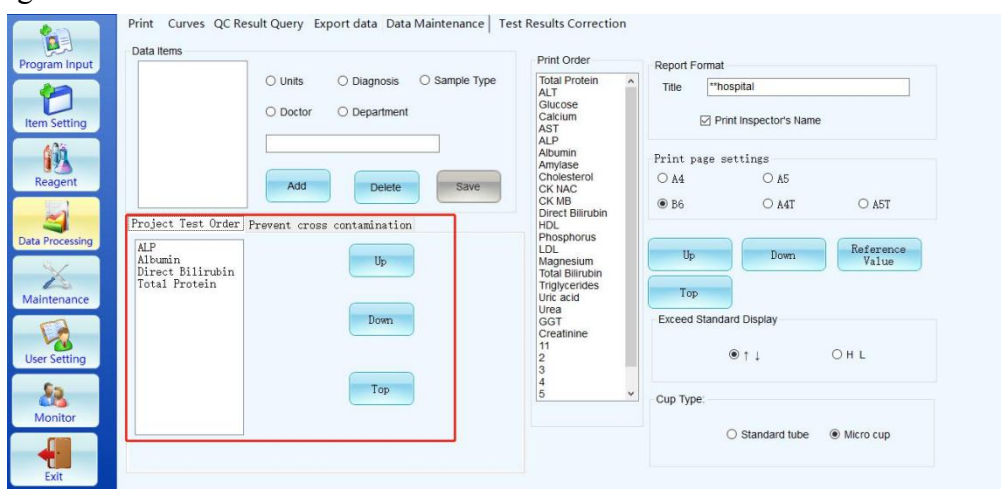 Print Curves QC Result Query Export data Data Maintenance Test Results Correction
Program Input
Item Setting
Reagent
Data Processing
Maintenance
User Setting
Monitor
Exit
Data Items
Units Diagnosis Sample Type
Doctor Department
Add Delete Save
Project Test Order Prevent cross contamination
ALP
Albumin
Direct Bilirubin
Total Protein
Up
Down
Top
Print Order
Total Protein
ALT
Glucose
Calcium
AST
ALP
Albumin
Amylase
Cholesterol
CK NAC
CK MB
Direct Bilirubin
HDL
Phosphorus
LDL
Magnesium
Total Bilirubin
Triglycerides
Uric acid
Urea
GGT
Creatinine
11
2
3
4
5
Report Format
Title **hospital
Print Inspector's Name
Print page settings
A4 A5
B6 A4T A5T
Up Down Reference
Value
Top
Exceed Standard Display
↑ ↓ H L
Cup Type:
Standard tube Micro cup